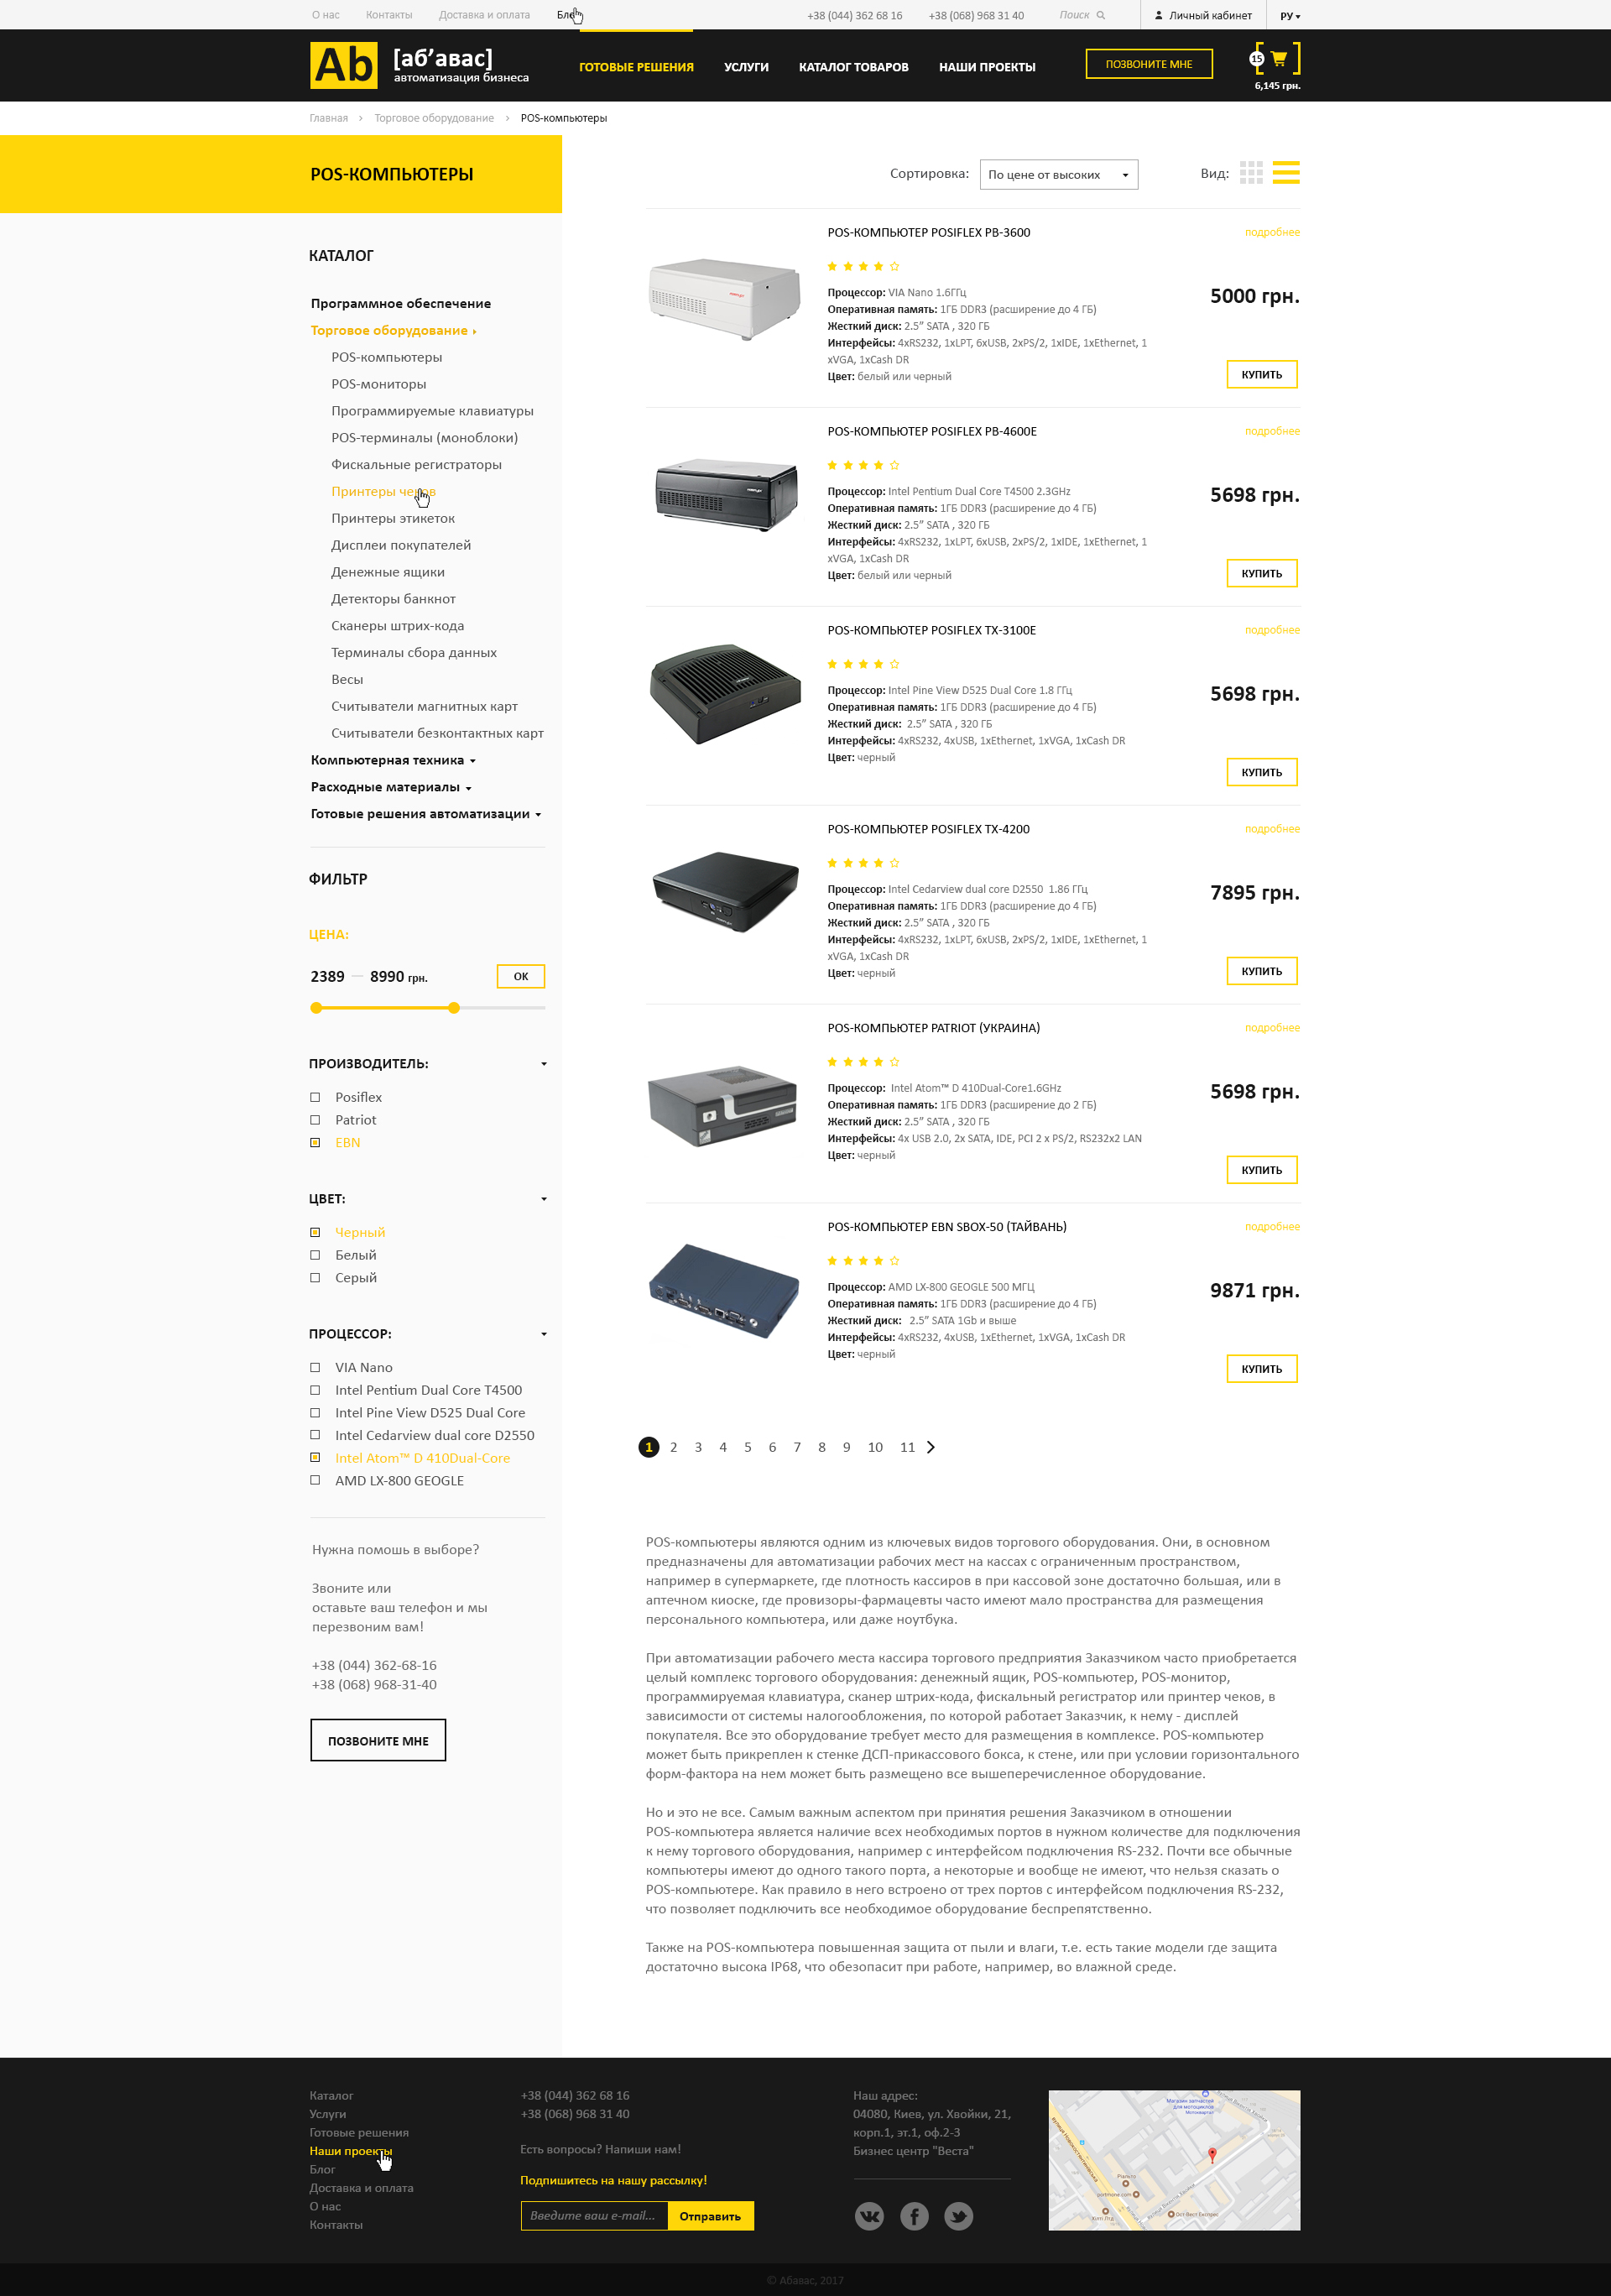 О нас
Контакты
Доставка и оплата
+38 (044) 362 68 16
+38 (068) 968 31 40
Поиск
Личный кабинет
РУ
Ab
[аб’авас]
автоматизация бизнеса
ГОТОВЫЕ РЕШЕНИЯ
УСЛУГИ
КАТАЛОГ ТОВАРОВ
НАШИ ПРОЕКТЫ
ПОЗВОНИТЕ МНЕ
15
6,145 грн.
Главная > Торговое оборудование > POS-компьютеры
POS-КОМПЬЮТЕРЫ
КАТАЛОГ
Программное обеспечение
Торговое оборудование
POS-компьютеры
POS-мониторы
Программируемые клавиатуры
POS-терминалы (моноблоки)
Фискальные регистраторы
Принтеры чеков
Принтеры этикеток
Дисплеи покупателей
Денежные ящики
Детекторы банкнот
Сканеры штрих-кода
Терминалы сбора данных
Весы
Считыватели магнитных карт
Считыватели безконтактных карт
Компьютерная техника
Расходные материалы
Готовые решения автоматизации
ФИЛЬТР
ЦЕНА:
2389 — 8990 грн.
OK
ПРОИЗВОДИТЕЛЬ:
Posiflex
Patriot
EBN
ЦВЕТ:
Черный
Белый
Серый
ПРОЦЕССОР:
VIA Nano
Intel Pentium Dual Core T4500
Intel Pine View D525 Dual Core
Intel Cedarview dual core D2550
Intel Atom™ D 410Dual-Core
AMD LX-800 GEOGLE
Нужна помошь в выборе?
Звоните или
оставьте ваш телефон и мы
перезвоним вам!
+38 (044) 362-68-16
+38 (068) 968-31-40
ПОЗВОНИТЕ МНЕ
Сортировка:
По цене от высоких
Вид:
POS-КОМПЬЮТЕР POSIFLEX PB-3600
подробнее
Процессор: VIA Nano 1.6ГГц
Оперативная память: 1ГБ DDR3 (расширение до 4 ГБ)
Жесткий диск: 2.5” SATA , 320 ГБ
Интерфейсы: 4xRS232, 1xLPT, 6xUSB, 2xPS/2, 1xIDE, 1xEthernet, 1
xVGA, 1xCash DR
Цвет: белый или черный
5000 грн.
КУПИТЬ
POS-КОМПЬЮТЕР POSIFLEX PB-4600E
подробнее
Процессор: Intel Pentium Dual Core T4500 2.3GHz
Оперативная память: 1ГБ DDR3 (расширение до 4 ГБ)
Жесткий диск: 2.5” SATA , 320 ГБ
Интерфейсы: 4xRS232, 1xLPT, 6xUSB, 2xPS/2, 1xIDE, 1xEthernet, 1
xVGA, 1xCash DR
Цвет: белый или черный
5698 грн.
КУПИТЬ
POS-КОМПЬЮТЕР POSIFLEX TX-3100E
подробнее
Процессор: Intel Pine View D525 Dual Core 1.8 ГГц
Оперативная память: 1ГБ DDR3 (расширение до 4 ГБ)
Жесткий диск: 2.5” SATA , 320 ГБ
Интерфейсы: 4xRS232, 4xUSB, 1xEthernet, 1xVGA, 1xCash DR
Цвет: черный
5698 грн.
КУПИТЬ
POS-КОМПЬЮТЕР POSIFLEX TX-4200
подробнее
Процессор: Intel Cedarview dual core D2550 1.86 ГГц
Оперативная память: 1ГБ DDR3 (расширение до 4 ГБ)
Жесткий диск: 2.5” SATA , 320 ГБ
Интерфейсы: 4xRS232, 1xLPT, 6xUSB, 2xPS/2, 1xIDE, 1xEthernet, 1
xVGA, 1xCash DR
Цвет: черный
7895 грн.
КУПИТЬ
POS-КОМПЬЮТЕР PATRIOT (УКРАИНА)
подробнее
Процессор: Intel Atom™ D 410Dual-Core1.6GHz
Оперативная память: 1ГБ DDR3 (расширение до 2 ГБ)
Жесткий диск: 2.5” SATA , 320 ГБ
Интерфейсы: 4x USB 2.0, 2x SATA, IDE, PCI 2 x PS/2, RS232x2 LAN
Цвет: черный
5698 грн.
КУПИТЬ
POS-КОМПЬЮТЕР EBN SBOX-50 (ТАЙВАНЬ)
подробнее
Процессор: AMD LX-800 GEOGLE 500 МГЦ
Оперативная память: 1ГБ DDR3 (расширение до 4 ГБ)
Жесткий диск: 2.5” SATA 1Gb и выше
Интерфейсы: 4xRS232, 4xUSB, 1xEthernet, 1xVGA, 1xCash DR
Цвет: черный
9871 грн.
КУПИТЬ
1 2 3 4 5 6 7 8 9 10 11
POS-компьютеры являются одним из ключевых видов торгового оборудования. Они, в основном
предназначены для автоматизации рабочих мест на кассах с ограниченным пространством,
например в супермаркете, где плотность кассиров в при кассовой зоне достаточно большая, или в
аптечном киоске, где провизоры-фармацевты часто имеют мало пространства для размещения
персонального компьютера, или даже ноутбука.
При автоматизации рабочего места кассира торгового предприятия Заказчиком часто приобретается
целый комплекс торгового оборудования: денежный ящик, POS-компьютер, POS-монитор,
программируемая клавиатура, сканер штрих-кода, фискальный регистратор или принтер чеков, в
зависимости от системы налогообложения, по которой работает Заказчик, к нему - дисплей
покупателя. Все это оборудование требует место для размещения в комплексе. POS-компьютер
может быть прикреплен к стенке ДСП-прикассового бокса, к стене, или при условии горизонтального
форм-фактора на нем может быть размещено все вышеперечисленное оборудование.
Но и это не все. Самым важным аспектом при принятия решения Заказчиком в отношении
POS-компьютера является наличие всех необходимых портов в нужном количестве для подключения
к нему торгового оборудования, например с интерфейсом подключения RS-232. Почти все обычные
компьютеры имеют до одного такого порта, а некоторые и вообще не имеют, что нельзя сказать о
POS-компьютере. Как правило в него встроено от трех портов с интерфейсом подключения RS-232,
что позволяет подключить все необходимое оборудование беспрепятственно.
Также на POS-компьютера повышенная защита от пыли и влаги, т.е. есть такие модели где защита
достаточно высока IP68, что обезопасит при работе, например, во влажной среде.
Каталог
Услуги
Готовые решения
Наши проекты
Блог
Доставка и оплата
О нас
Контакты
+38 (044) 362 68 16
+38 (068) 968 31 40
Есть вопросы? Напиши нам!
Подпишитесь на нашу рассылку!
Введите ваш e-mail...
Отправить
Наш адрес:
04080, Киев, ул. Хвойки, 21,
корп.1, эт.1, оф.2-3
Бизнес центр "Веста"
© Абавас, 2017